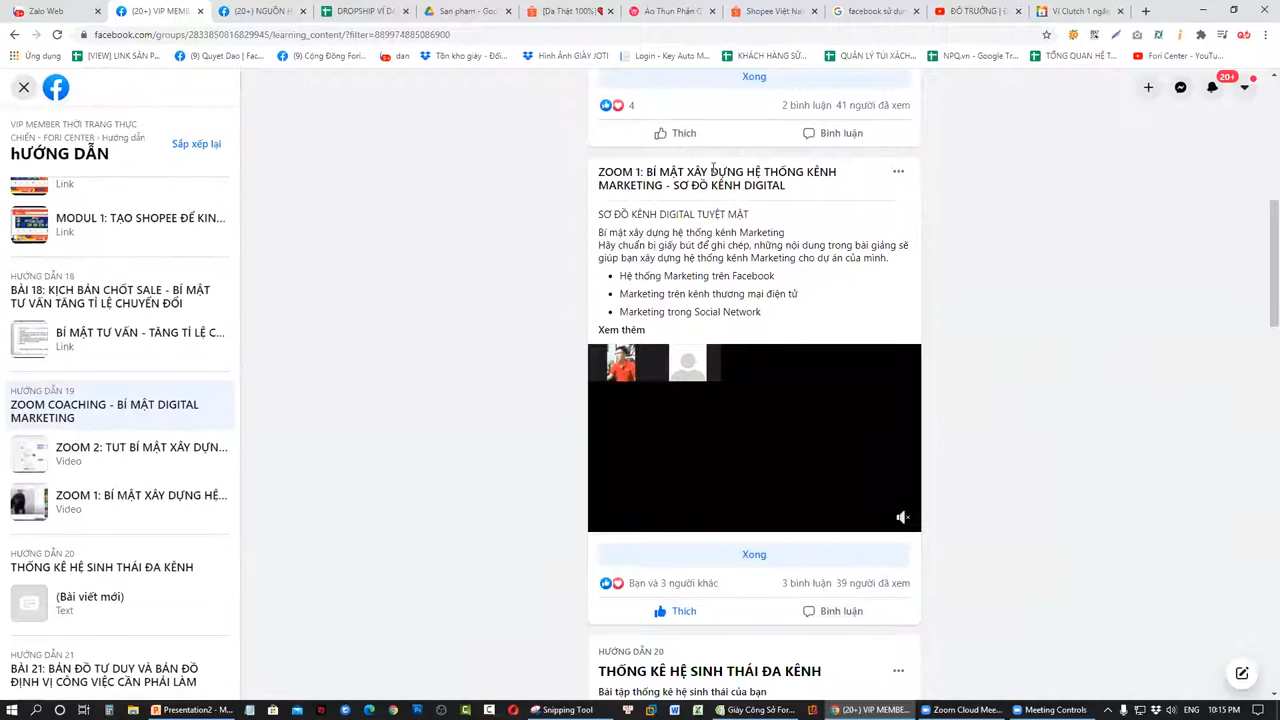 Zalo Web
(20+) VIP MEMB
(20+) NGUỒN H
DROPSHIP VÍ DA
Sản phẩm - Goo
[Da Thật 100%]
Áo Thun Phản C
Shopee Việt Na
facebook sử dụ
ĐỖ TRƯỜNG | Đ
Ví Clutch 1 ngăn
facebook.com/groups/2833850816829945/learning_content/?filter=889974885086900
Ứng dụng
[VIEW] LINK SẢN P...
(9) Quyet Dao | Fac...
(9) Cộng Đồng Fori...
dan
Tồn kho giày - Đối...
Hình Ảnh GIÀY JOTI
Login - Key Auto M...
KHÁCH HÀNG SỬ...
QUẢN LÝ TÚI XÁCH...
NPQ.vn - Google Tr...
TỔNG QUAN HỆ T...
Fori Center - YouTu...
20+
VIP MEMBER THỜI TRANG THỰC
CHIẾN - FORI CENTER › Hướng dẫn
hƯỚNG DẪN
Sắp xếp lại
Link
MODUL 1: TẠO SHOPEE ĐỂ KIN...
Link
HƯỚNG DẪN 18
BÀI 18: KỊCH BẢN CHỐT SALE - BÍ MẬT
TƯ VẤN TĂNG TỈ LỆ CHUYỂN ĐỔI
BÍ MẬT TƯ VẤN - TĂNG TỈ LỆ C...
Link
HƯỚNG DẪN 19
ZOOM COACHING - BÍ MẬT DIGITAL
MARKETING
ZOOM 2: TUT BÍ MẬT XÂY DỰN...
Video
ZOOM 1: BÍ MẬT XÂY DỰNG HỆ...
Video
HƯỚNG DẪN 20
THỐNG KÊ HỆ SINH THÁI ĐA KÊNH
(Bài viết mới)
Text
HƯỚNG DẪN 21
BÀI 21: BẢN ĐỒ TƯ DUY VÀ BẢN ĐỒ
ĐỊNH VỊ CÔNG VIỆC CẦN PHẢI LÀM
Xong
4
2 bình luận 41 người đã xem
Thích
Bình luận
ZOOM 1: BÍ MẬT XÂY DỰNG HỆ THỐNG KÊNH
MARKETING - SƠ ĐỒ KÊNH DIGITAL
SƠ ĐỒ KÊNH DIGITAL TUYỆT MẬT
Bí mật xây dựng hệ thống kênh Marketing
Hãy chuẩn bị giấy bút để ghi chép, những nội dung trong bài giảng sẽ
giúp bạn xây dựng hệ thống kênh Marketing cho dự án của mình.
• Hệ thống Marketing trên Facebook
• Marketing trên kênh thương mại điện tử
• Marketing trong Social Network
Xem thêm
Xong
Bạn và 3 người khác
3 bình luận 39 người đã xem
Thích
Bình luận
HƯỚNG DẪN 20
THỐNG KÊ HỆ SINH THÁI ĐA KÊNH
Bài tập thống kê hệ sinh thái của bạn
Presentation2 - M...
Snipping Tool
Giày Công Sở For...
(20+) VIP MEMBE...
Zoom Cloud Mee...
Meeting Controls
ENG
10:15 PM